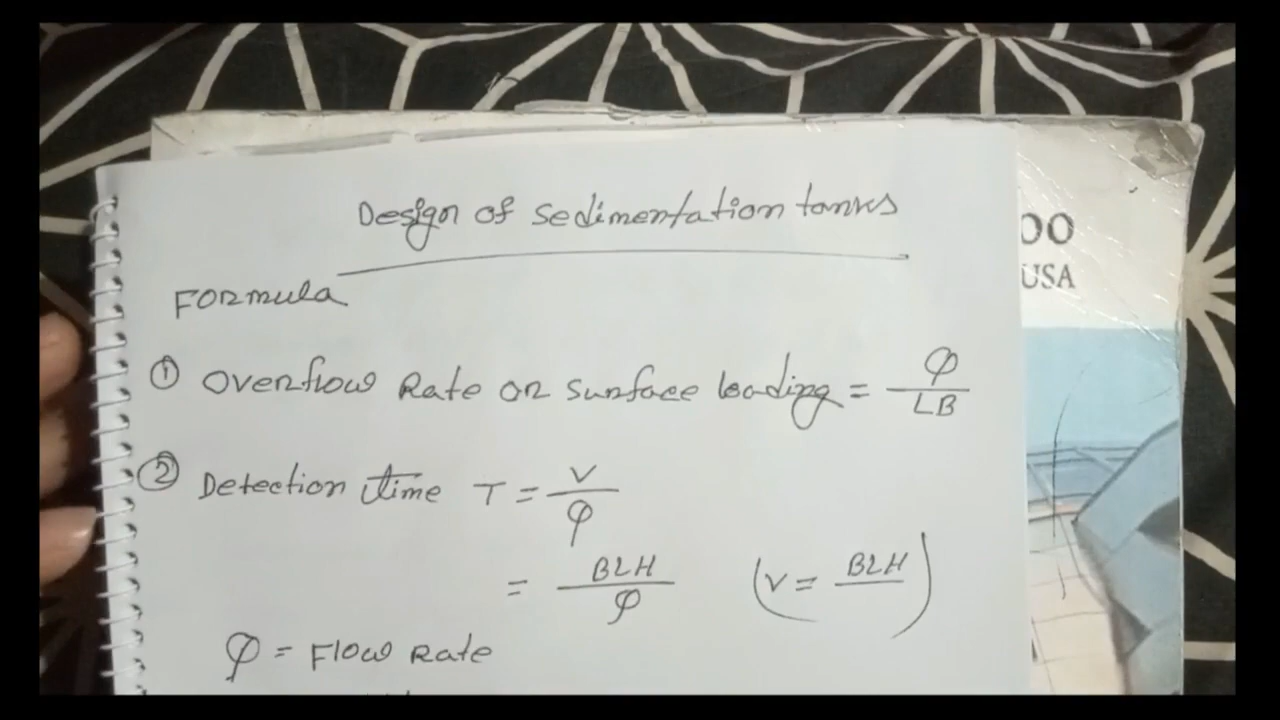 Design of sedimentation tanks
OO
USA
Formula
① Overflow Rate or surface loading = Q / LB
② Detection time T = V / Q
= BLH / Q (V = BLH)
Q = Flow Rate